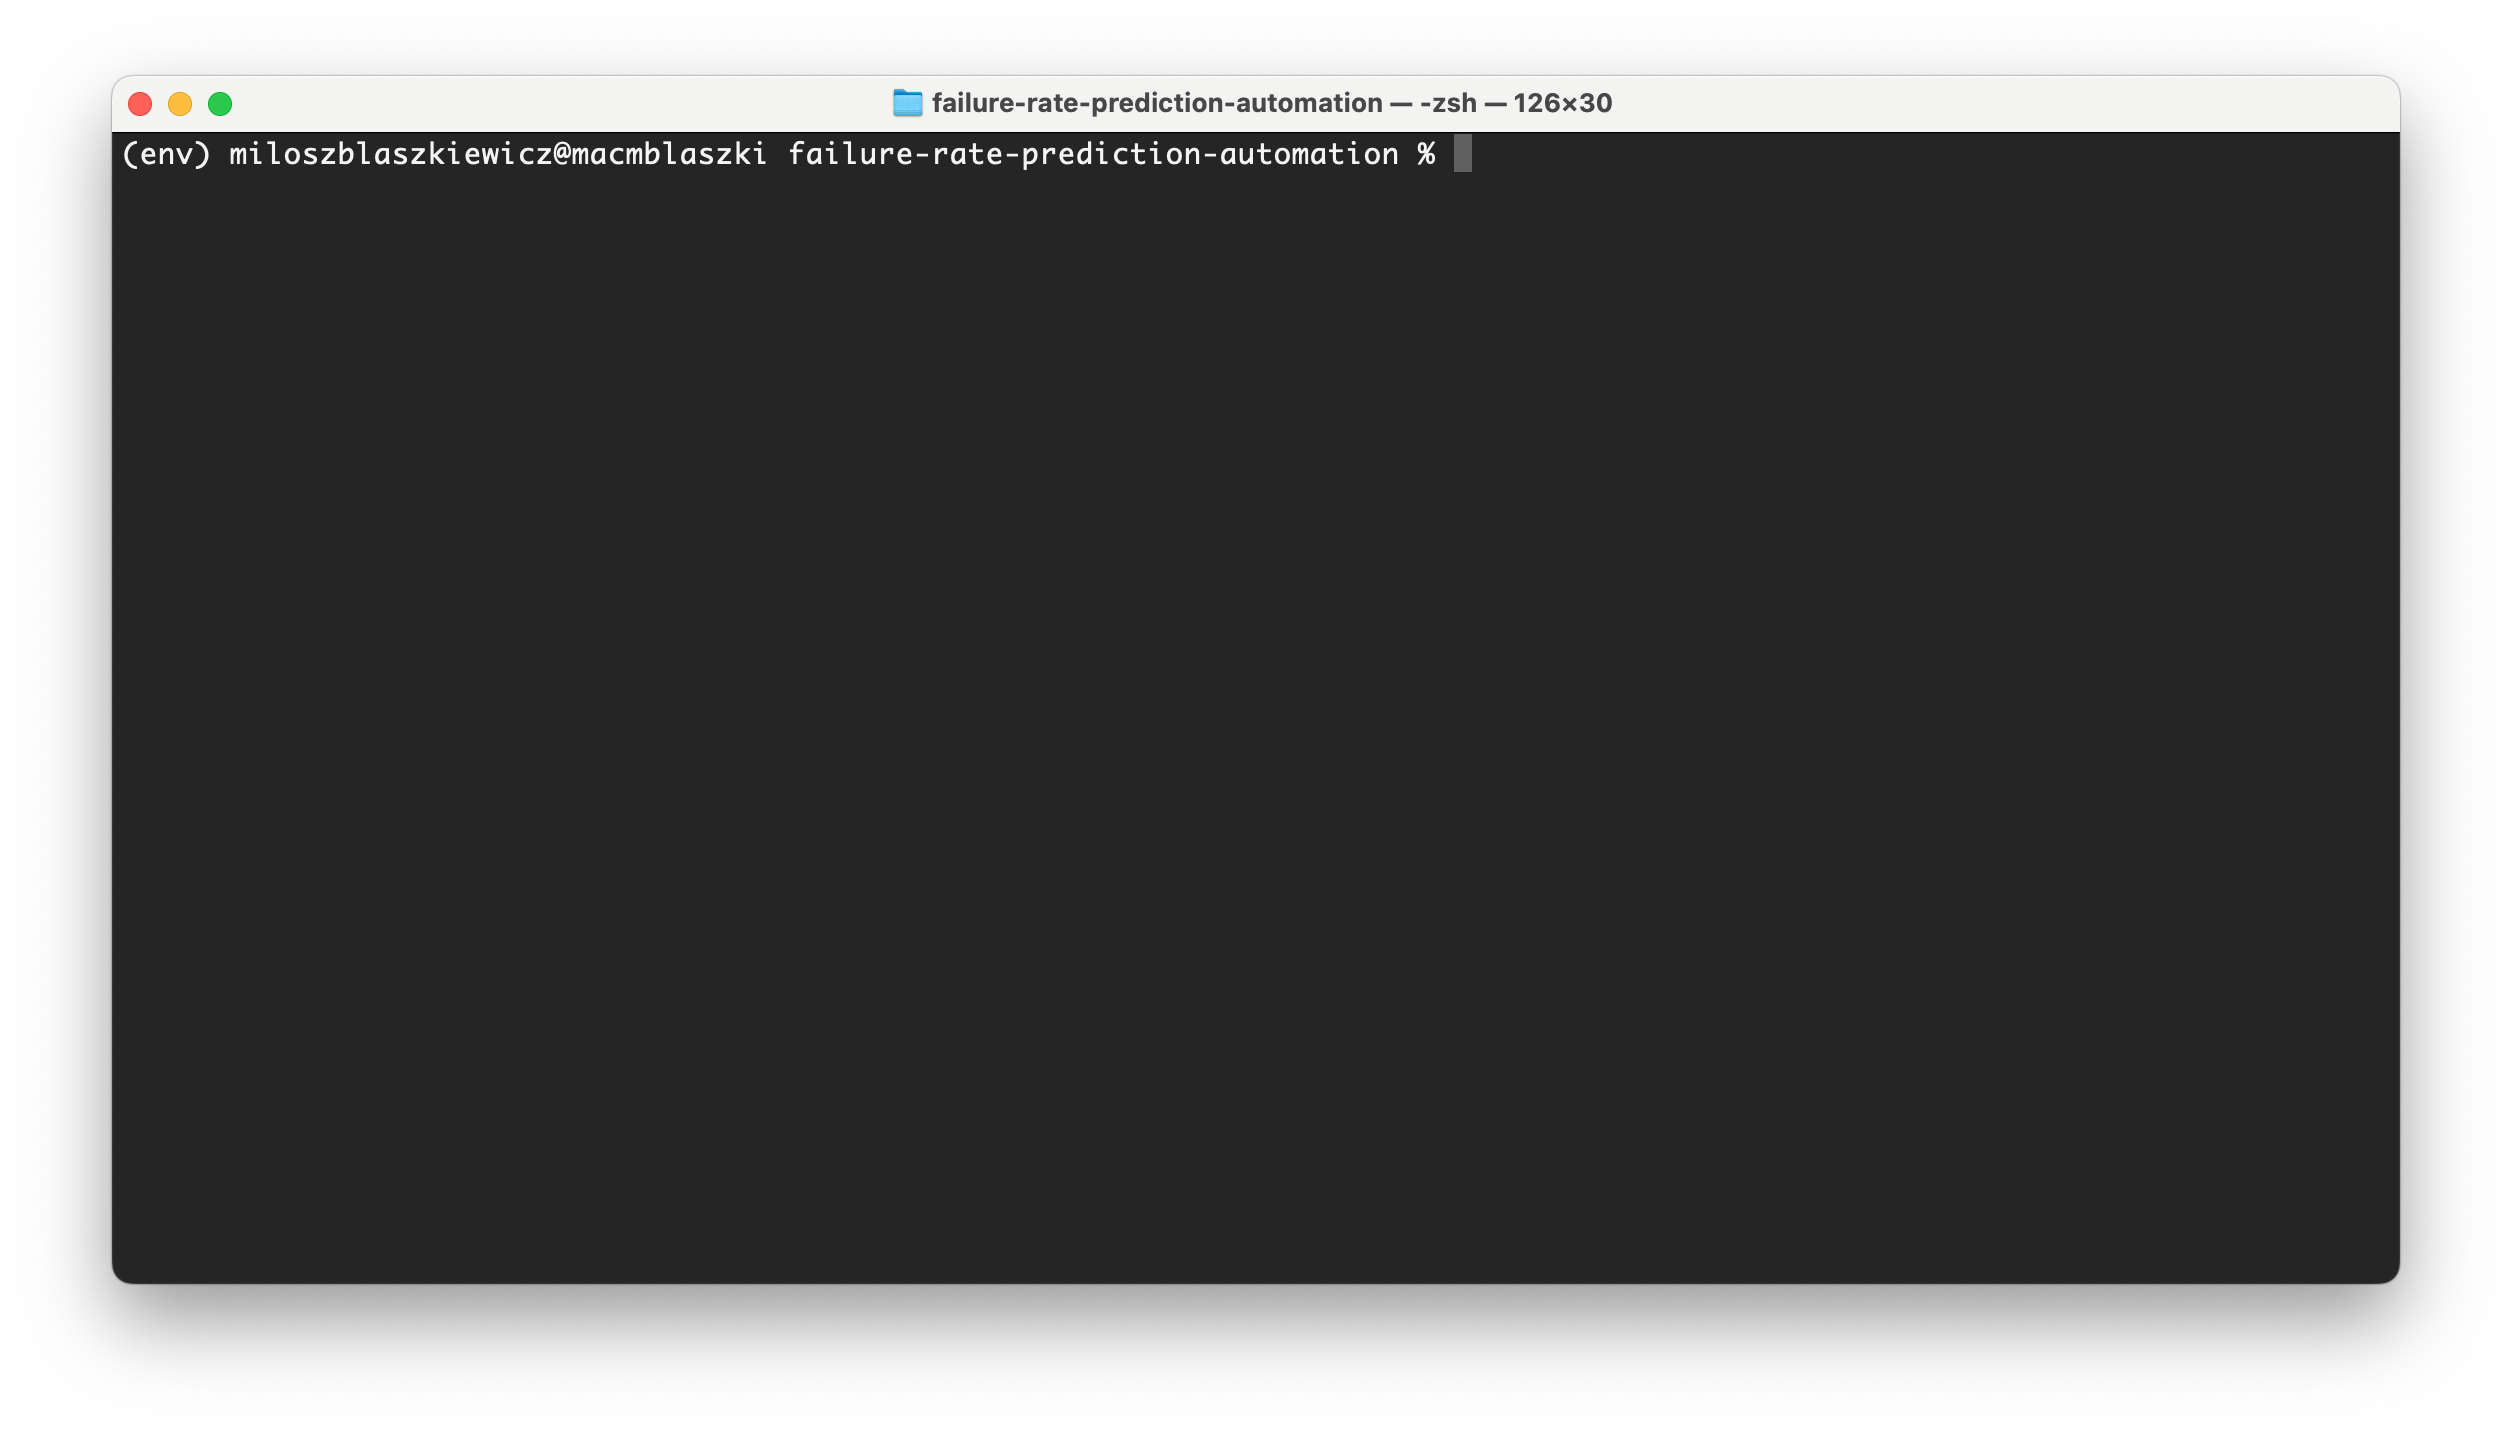 failure-rate-prediction-automation — -zsh — 126×30
(env) miloszblaszkiewicz@macmblaszki failure-rate-prediction-automation %